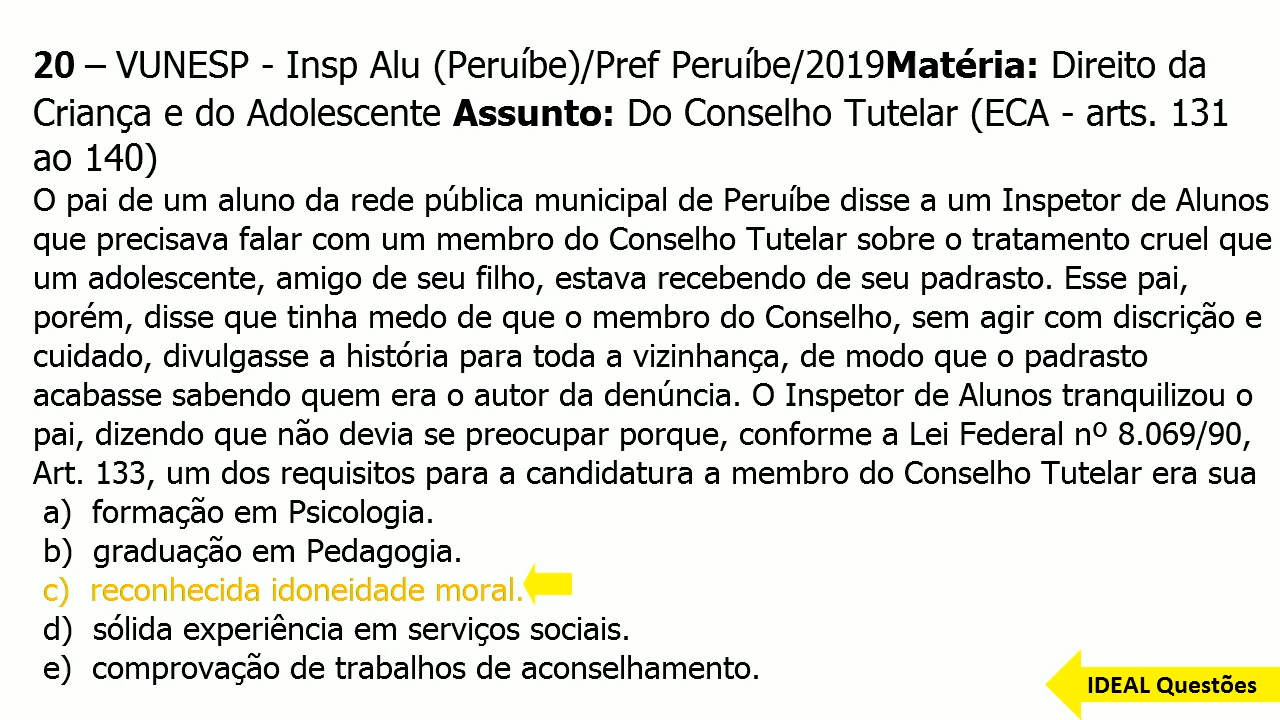 20 – VUNESP - Insp Alu (Peruíbe)/Pref Peruíbe/2019Matéria: Direito da
Criança e do Adolescente Assunto: Do Conselho Tutelar (ECA - arts. 131
ao 140)
O pai de um aluno da rede pública municipal de Peruíbe disse a um Inspetor de Alunos
que precisava falar com um membro do Conselho Tutelar sobre o tratamento cruel que
um adolescente, amigo de seu filho, estava recebendo de seu padrasto. Esse pai,
porém, disse que tinha medo de que o membro do Conselho, sem agir com discrição e
cuidado, divulgasse a história para toda a vizinhança, de modo que o padrasto
acabasse sabendo quem era o autor da denúncia. O Inspetor de Alunos tranquilizou o
pai, dizendo que não devia se preocupar porque, conforme a Lei Federal nº 8.069/90,
Art. 133, um dos requisitos para a candidatura a membro do Conselho Tutelar era sua
a) formação em Psicologia.
b) graduação em Pedagogia.
c) reconhecida idoneidade moral.
d) sólida experiência em serviços sociais.
e) comprovação de trabalhos de aconselhamento.
IDEAL Questões